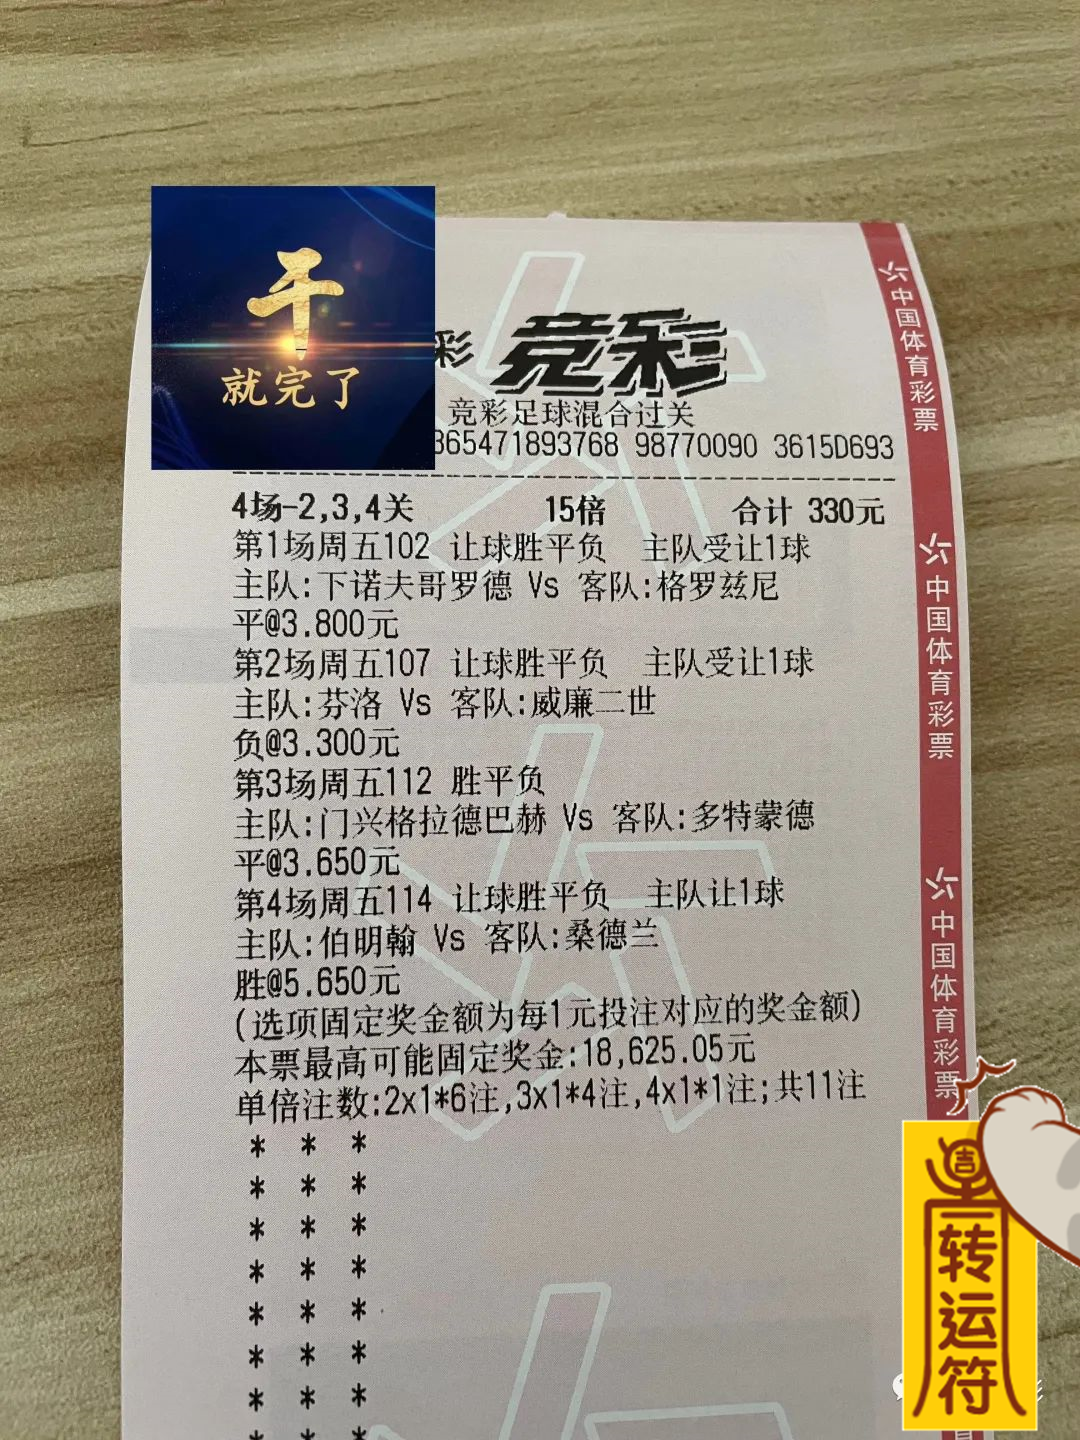 干
就完了
彩 竞彩
竞彩足球混合过关
365471893768 98770090 3615D693
4场-2,3,4关 15倍 合计 330元
第1场周五102 让球胜平负 主队受让1球
主队:下诺夫哥罗德 Vs 客队:格罗兹尼
平@3.800元
第2场周五107 让球胜平负 主队受让1球
主队:芬洛 Vs 客队:威廉二世
负@3.300元
第3场周五112 胜平负
主队:门兴格拉德巴赫 Vs 客队:多特蒙德
平@3.650元
第4场周五114 让球胜平负 主队让1球
主队:伯明翰 Vs 客队:桑德兰
胜@5.650元
(选项固定奖金额为每1元投注对应的奖金额)
本票最高可能固定奖金:18,625.05元
单倍注数:2x1*6注,3x1*4注,4x1*1注;共11注
* * *
* * *
* * *
* * *
* * *
* * *
* * *
* * *
中国体育彩票
中国体育彩票
中国体育彩票
吉
转运符